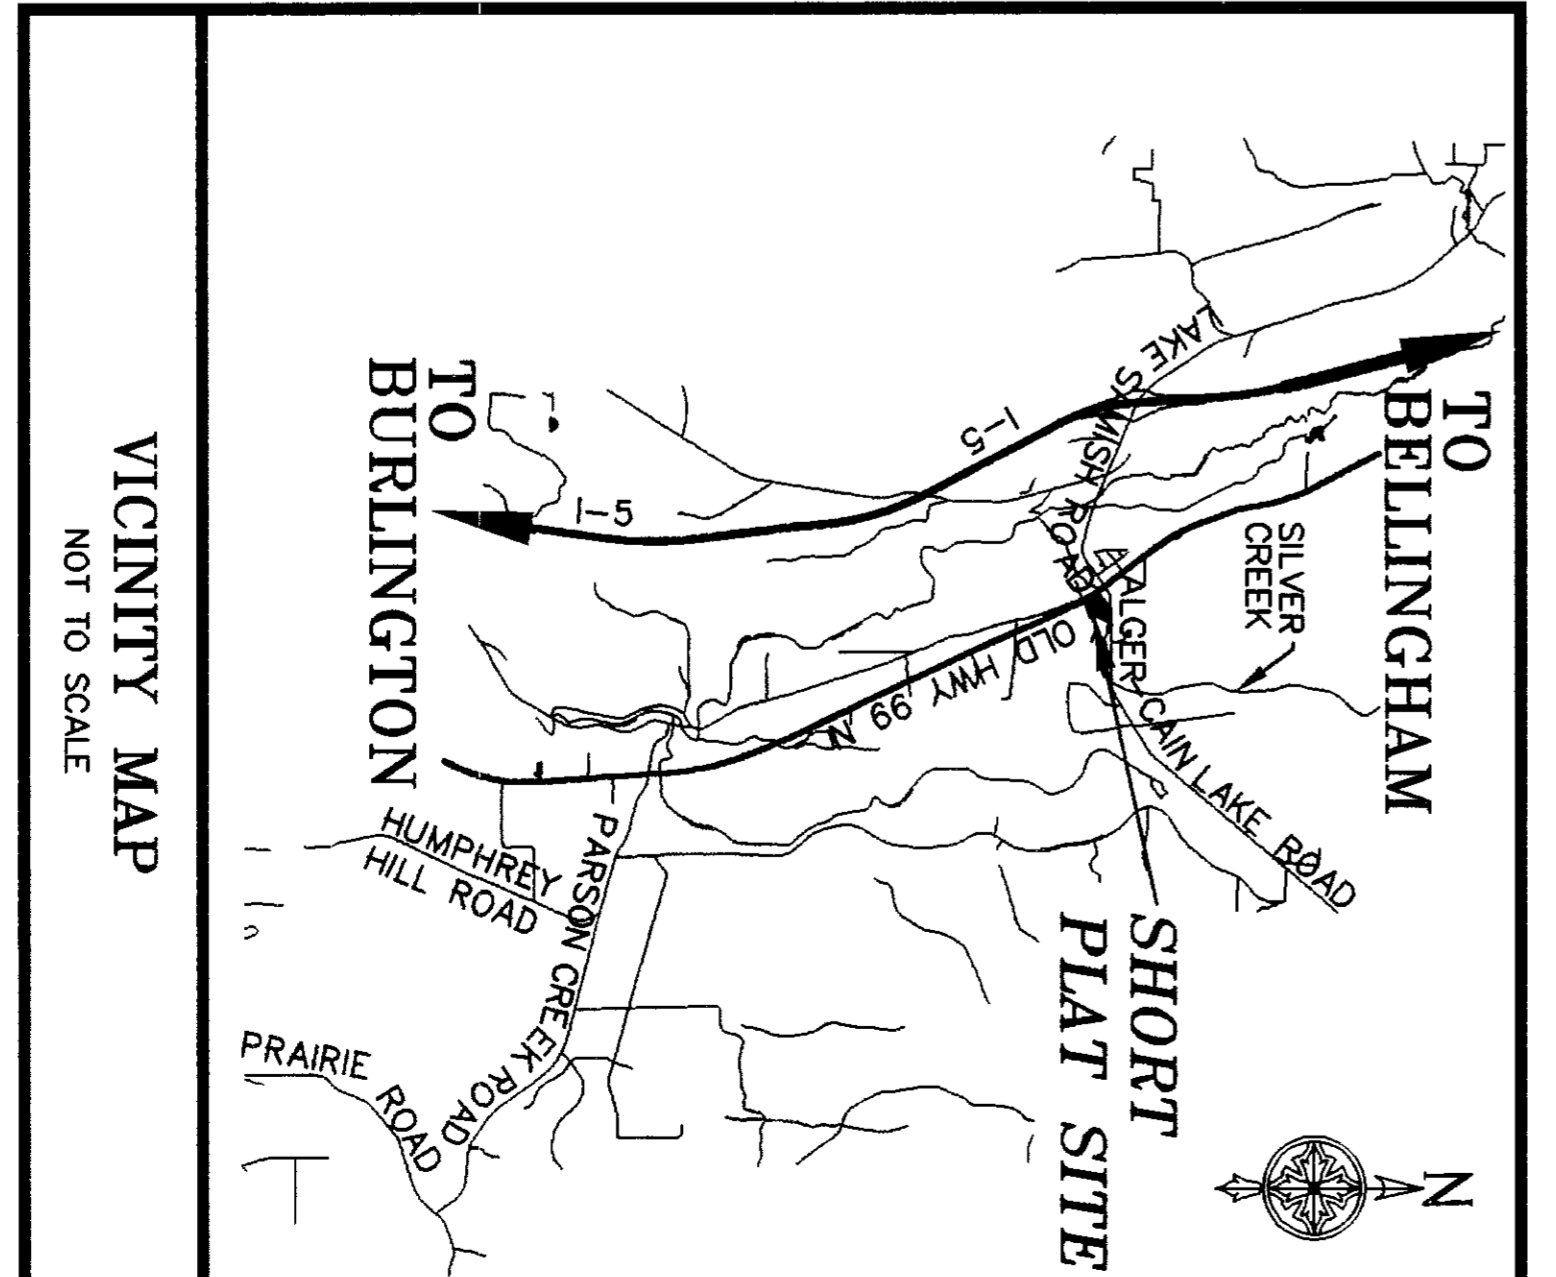 TO
BELLINGHAM
SILVER
CREEK
LAKE SAMISH ROAD
I-5
ALGER-CAIN LAKE ROAD
OLD HWY 99 N
SHORT
PLAT SITE
N
I-5
TO
BURLINGTON
PARSON CREEK ROAD
HUMPHREY
HILL ROAD
PRAIRIE ROAD
VICINITY MAP
NOT TO SCALE